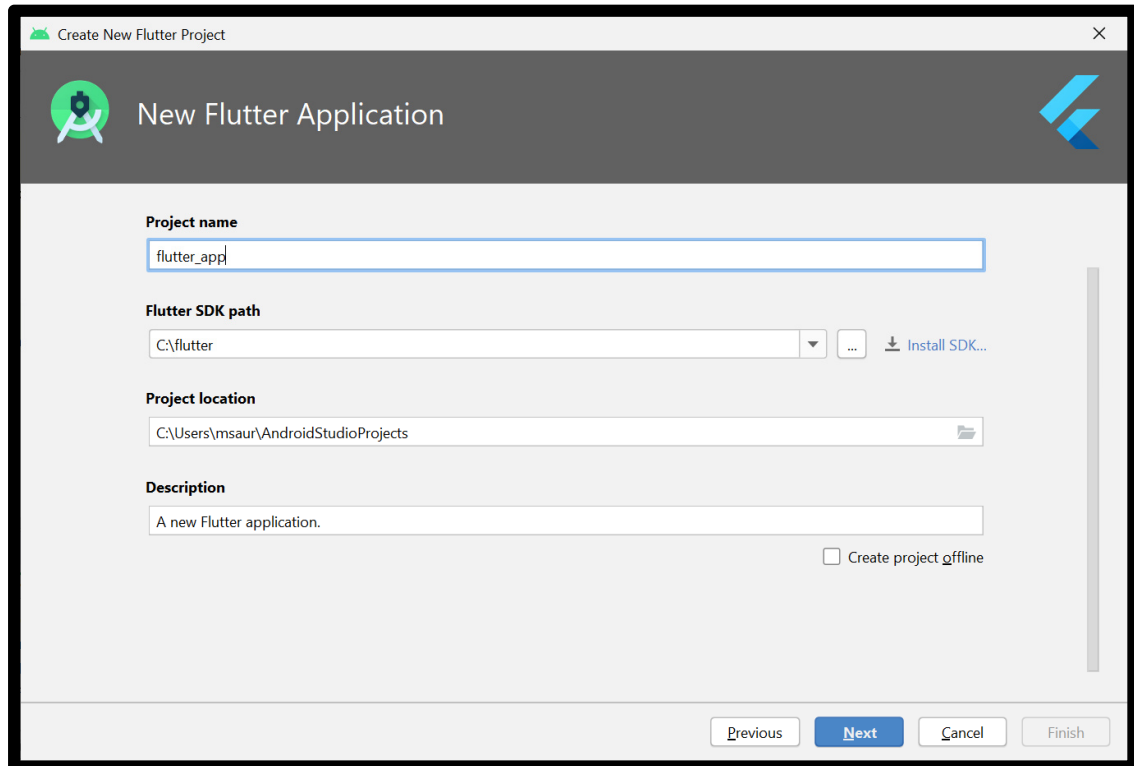 Create New Flutter Project
New Flutter Application
Project name
flutter_app
Flutter SDK path
C:\flutter
... Install SDK...
Project location
C:\Users\msaur\AndroidStudioProjects
Description
A new Flutter application.
Create project offline
Previous Next Cancel Finish